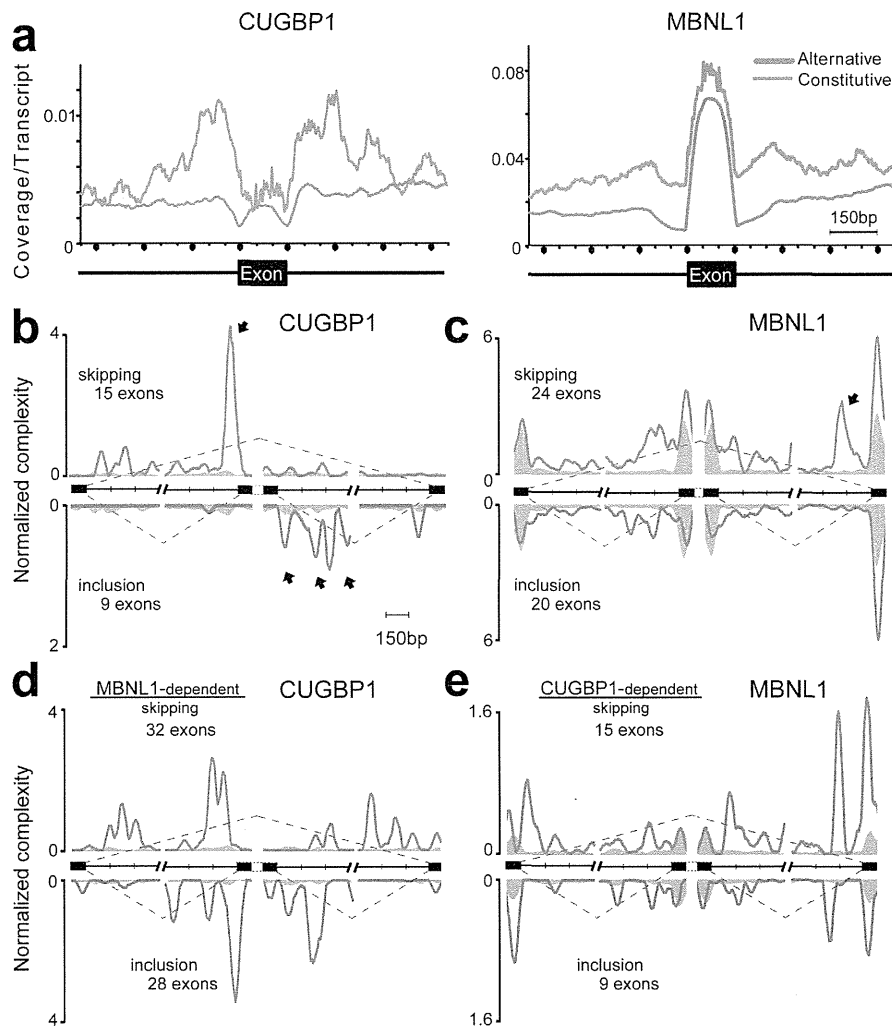 a
CUGBP1
MBNL1
Coverage/Transcript
0.01
0
Exon
0.08
0.04
0
Alternative
Constitutive
150bp
Exon
b
CUGBP1
Normalized complexity
4
0
0
2
skipping
15 exons
inclusion
9 exons
150bp
c
MBNL1
6
0
0
6
skipping
24 exons
inclusion
20 exons
d
MBNL1-dependent
skipping
32 exons
CUGBP1
Normalized complexity
4
0
0
4
inclusion
28 exons
e
CUGBP1-dependent
skipping
15 exons
MBNL1
1.6
0
0
1.6
inclusion
9 exons